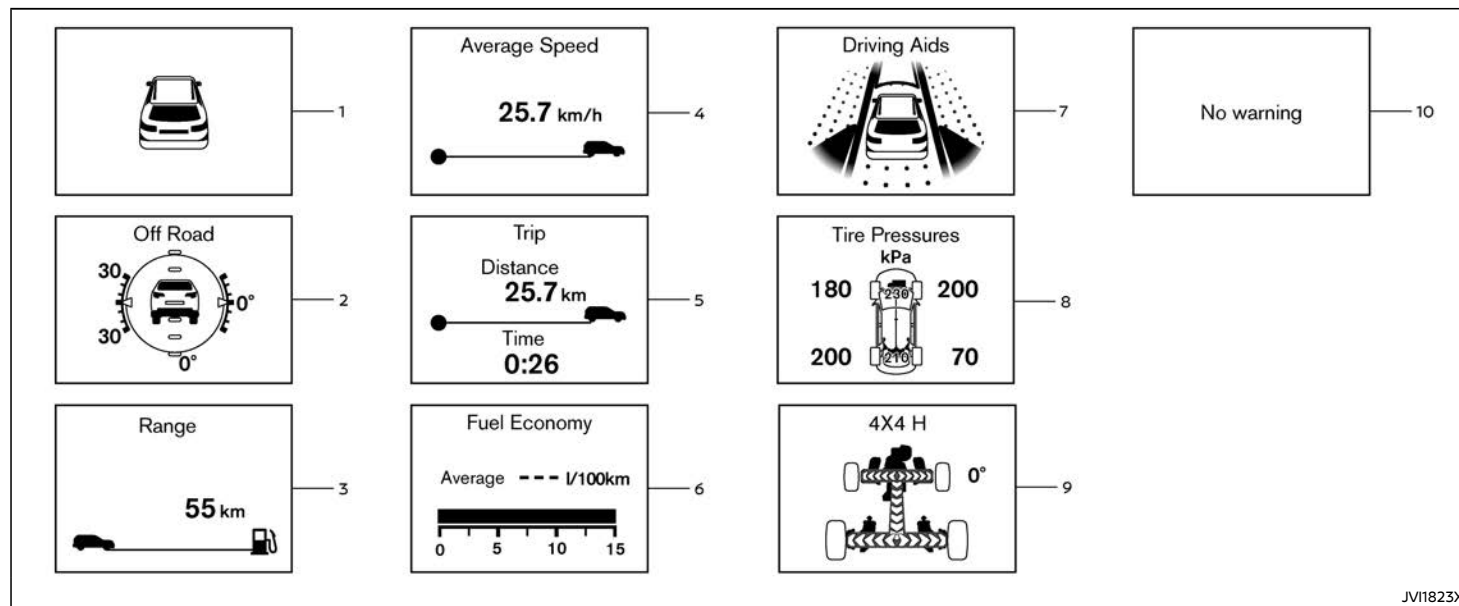 1
Off Road
30
30
0°
0°
2
Range
55 km
3
Average Speed
25.7 km/h
4
Trip
Distance
25.7 km
Time
0:26
5
Fuel Economy
Average --- l/100km
0 5 10 15
6
Driving Aids
7
Tire Pressures
kPa
180 230 200
200 210 70
8
4X4 H
0°
9
No warning
10
JVI1823X